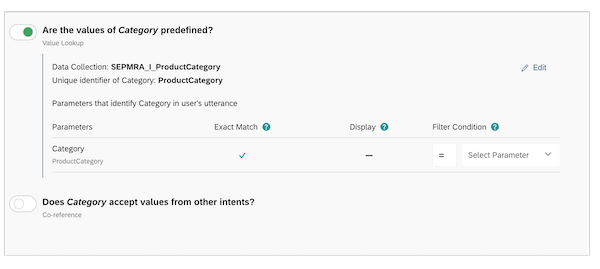 Are the values of Category predefined?
Value Lookup
Data Collection: SEPMRA_I_ProductCategory
Edit
Unique identifier of Category: ProductCategory
Parameters that identify Category in user's utterance
Parameters Exact Match ? Display ? Filter Condition ?
Category
ProductCategory
= Select Parameter
Does Category accept values from other intents?
Co-reference